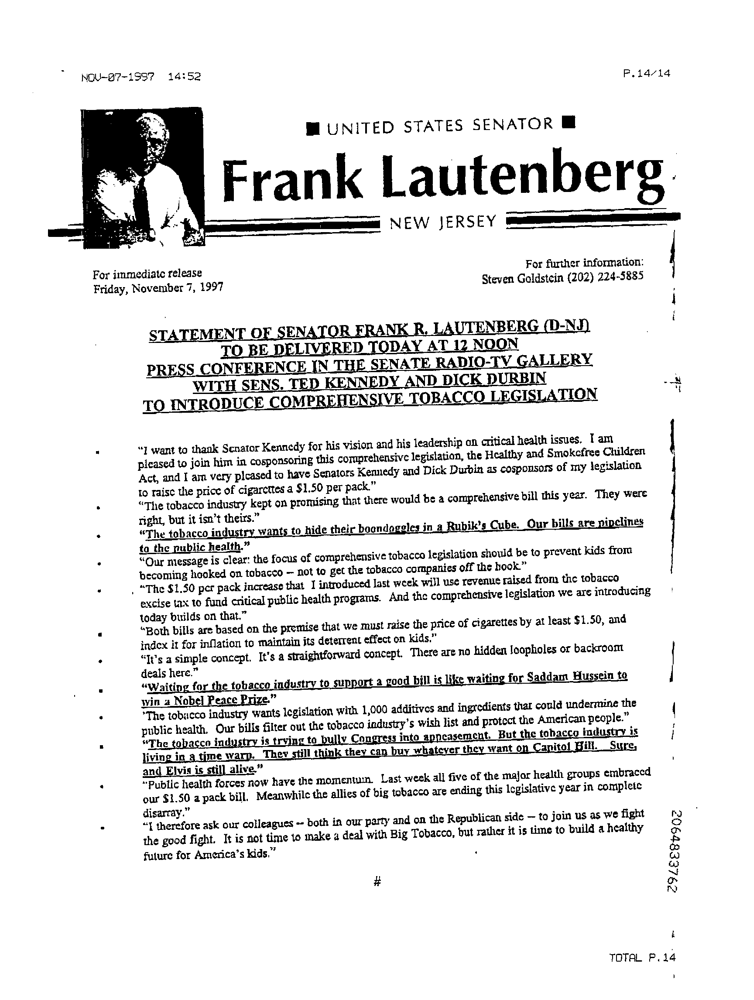 NOV-07-1997 14:52
P.14/14
■ UNITED STATES SENATOR ■
Frank Lautenberg
NEW JERSEY
For immediate release
Friday, November 7, 1997
For further information:
Steven Goldstein (202) 224-5885
STATEMENT OF SENATOR FRANK R. LAUTENBERG (D-NJ)
TO BE DELIVERED TODAY AT 12 NOON
PRESS CONFERENCE IN THE SENATE RADIO-TV GALLERY
WITH SENS. TED KENNEDY AND DICK DURBIN
TO INTRODUCE COMPREHENSIVE TOBACCO LEGISLATION
• "I want to thank Senator Kennedy for his vision and his leadership on critical health issues. I am
pleased to join him in cosponsoring this comprehensive legislation, the Healthy and Smokefree Children
Act, and I am very pleased to have Senators Kennedy and Dick Durbin as cosponsors of my legislation
to raise the price of cigarettes a $1.50 per pack."
• "The tobacco industry kept on promising that there would be a comprehensive bill this year. They were
right, but it isn't theirs."
• "The tobacco industry wants to hide their boondoggles in a Rubik's Cube. Our bills are pipelines
to the public health."
• "Our message is clear: the focus of comprehensive tobacco legislation should be to prevent kids from
becoming hooked on tobacco -- not to get the tobacco companies off the hook."
• "The $1.50 per pack increase that I introduced last week will use revenue raised from the tobacco
excise tax to fund critical public health programs. And the comprehensive legislation we are introducing
today builds on that."
• "Both bills are based on the premise that we must raise the price of cigarettes by at least $1.50, and
index it for inflation to maintain its deterrent effect on kids."
• "It's a simple concept. It's a straightforward concept. There are no hidden loopholes or backroom
deals here."
• "Waiting for the tobacco industry to support a good bill is like waiting for Saddam Hussein to
win a Nobel Peace Prize."
• 'The tobacco industry wants legislation with 1,000 additives and ingredients that could undermine the
public health. Our bills filter out the tobacco industry's wish list and protect the American people."
• "The tobacco industry is trying to bully Congress into appeasement. But the tobacco industry is
living in a time warp. They still think they can buy whatever they want on Capitol Hill. Sure,
and Elvis is still alive."
• "Public health forces now have the momentum. Last week all five of the major health groups embraced
our $1.50 a pack bill. Meanwhile the allies of big tobacco are ending this legislative year in complete
disarray."
• "I therefore ask our colleagues -- both in our party and on the Republican side -- to join us as we fight
the good fight. It is not time to make a deal with Big Tobacco, but rather it is time to build a healthy
future for America's kids."
#
2064833762
TOTAL P.14